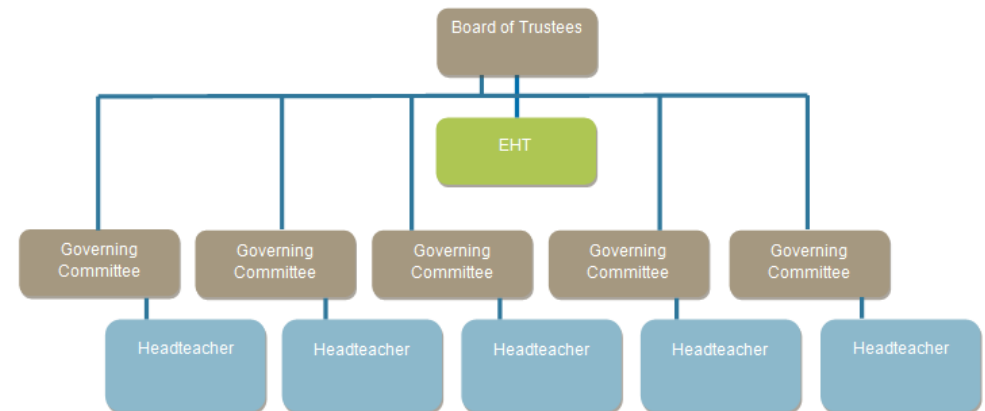 Board of Trustees
EHT
Governing
Committee
Governing
Committee
Governing
Committee
Governing
Committee
Governing
Committee
Headteacher
Headteacher
Headteacher
Headteacher
Headteacher